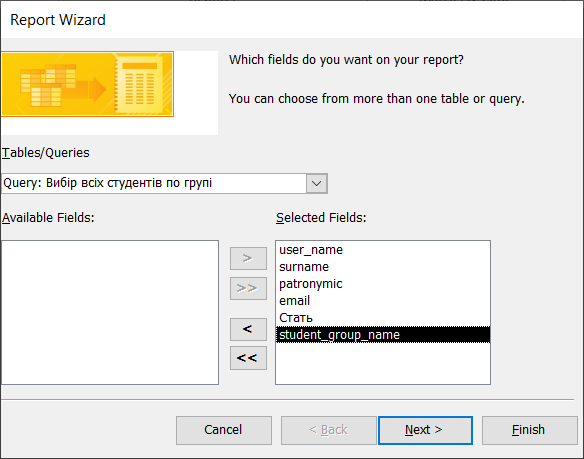 Report Wizard
Which fields do you want on your report?
You can choose from more than one table or query.
Tables/Queries
Query: Вибір всіх студентів по групі
Available Fields:
Selected Fields:
>
>>
<
<<
user_name
surname
patronymic
email
Стать
student_group_name
Cancel
< Back
Next >
Finish